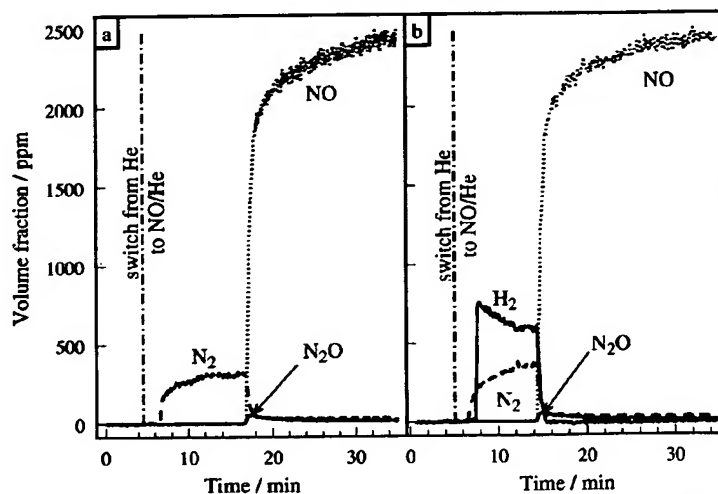 a
b
2500
2000
1500
1000
500
0
Volume fraction / ppm
switch from He
to NO/He
NO
N₂
N₂O
0
10
20
30
Time / min
switch from He
to NO/He
NO
H₂
N₂
N₂O
0
10
20
30
Time / min